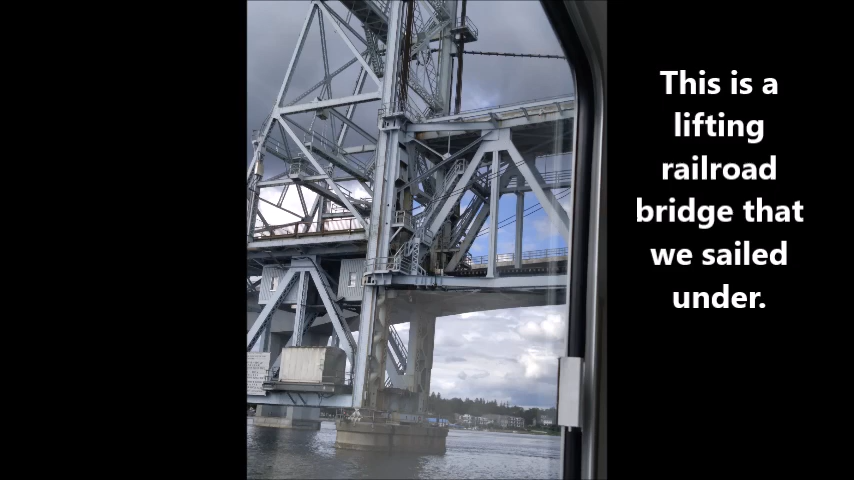 This is a
lifting
railroad
bridge that
we sailed
under.